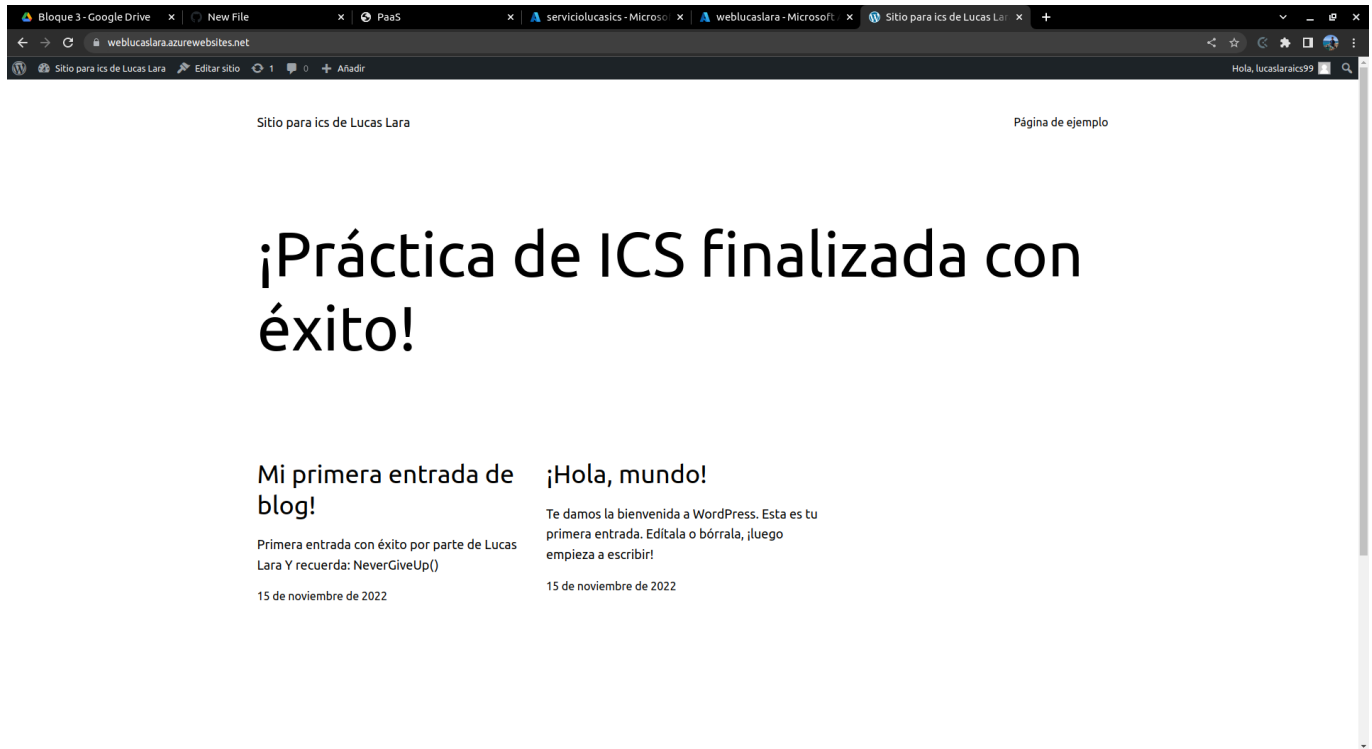 Bloque 3 - Google Drive
New File
PaaS
serviciolucasics - Microso
weblucaslara - Microsoft
Sitio para ics de Lucas Lar
weblucaslara.azurewebsites.net
Sitio para ics de Lucas Lara Editar sitio 1 0 + Añadir Hola, lucaslaraics99
Sitio para ics de Lucas Lara
Página de ejemplo
¡Práctica de ICS finalizada con
éxito!
Mi primera entrada de
blog!
Primera entrada con éxito por parte de Lucas
Lara Y recuerda: NeverGiveUp()
15 de noviembre de 2022
¡Hola, mundo!
Te damos la bienvenida a WordPress. Esta es tu
primera entrada. Edítala o bórrala, ¡luego
empieza a escribir!
15 de noviembre de 2022